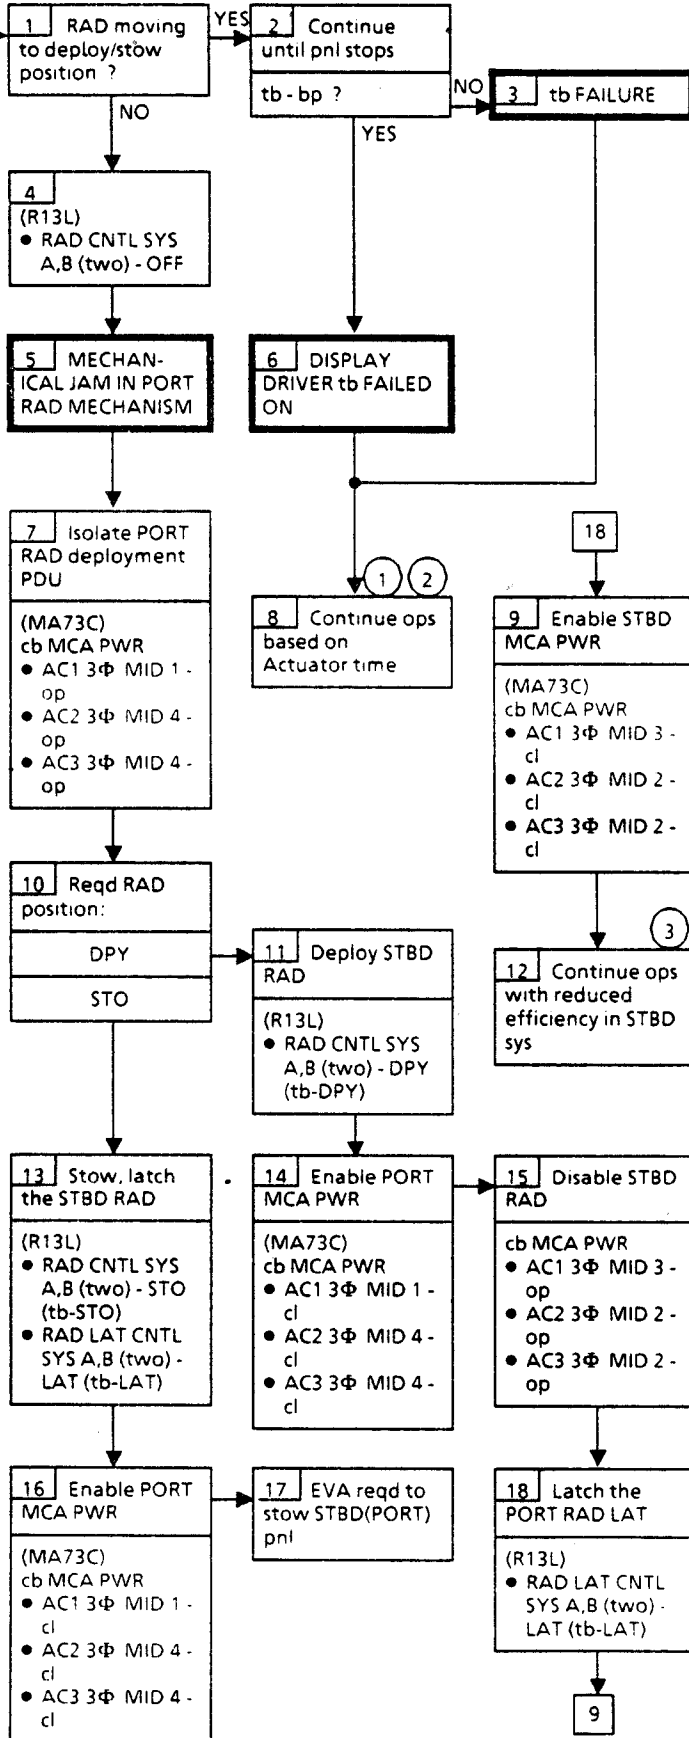 1 RAD moving
to deploy/stow
position ?
YES
NO
2 Continue
until pnl stops
tb - bp ?
NO
YES
3 tb FAILURE
4
(R13L)
● RAD CNTL SYS
A,B (two) - OFF
5 MECHAN-
ICAL JAM IN PORT
RAD MECHANISM
6 DISPLAY
DRIVER tb FAILED
ON
7 Isolate PORT
RAD deployment
PDU
(MA73C)
cb MCA PWR
● AC1 3Φ MID 1 -
op
● AC2 3Φ MID 4 -
op
● AC3 3Φ MID 4 -
op
1 2
8 Continue ops
based on
Actuator time
18
9 Enable STBD
MCA PWR
(MA73C)
cb MCA PWR
● AC1 3Φ MID 3 -
cl
● AC2 3Φ MID 2 -
cl
● AC3 3Φ MID 2 -
cl
10 Reqd RAD
position:
DPY
STO
11 Deploy STBD
RAD
(R13L)
● RAD CNTL SYS
A,B (two) - DPY
(tb-DPY)
3
12 Continue ops
with reduced
efficiency in STBD
sys
13 Stow, latch
the STBD RAD
(R13L)
● RAD CNTL SYS
A,B (two) - STO
(tb-STO)
● RAD LAT CNTL
SYS A,B (two) -
LAT (tb-LAT)
14 Enable PORT
MCA PWR
(MA73C)
cb MCA PWR
● AC1 3Φ MID 1 -
cl
● AC2 3Φ MID 4 -
cl
● AC3 3Φ MID 4 -
cl
15 Disable STBD
RAD
cb MCA PWR
● AC1 3Φ MID 3 -
op
● AC2 3Φ MID 2 -
op
● AC3 3Φ MID 2 -
op
16 Enable PORT
MCA PWR
(MA73C)
cb MCA PWR
● AC1 3Φ MID 1 -
cl
● AC2 3Φ MID 4 -
cl
● AC3 3Φ MID 4 -
cl
17 EVA reqd to
stow STBD(PORT)
pnl
18 Latch the
PORT RAD LAT
(R13L)
● RAD LAT CNTL
SYS A,B (two) -
LAT (tb-LAT)
9